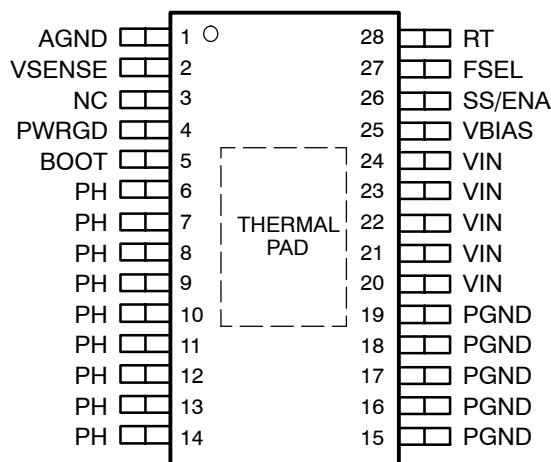 AGND 1 28 RT
VSENSE 2 27 FSEL
NC 3 26 SS/ENA
PWRGD 4 25 VBIAS
BOOT 5 24 VIN
PH 6 23 VIN
PH 7 22 VIN
PH 8 21 VIN
PH 9 20 VIN
PH 10 19 PGND
PH 11 18 PGND
PH 12 17 PGND
PH 13 16 PGND
PH 14 15 PGND
THERMAL
PAD